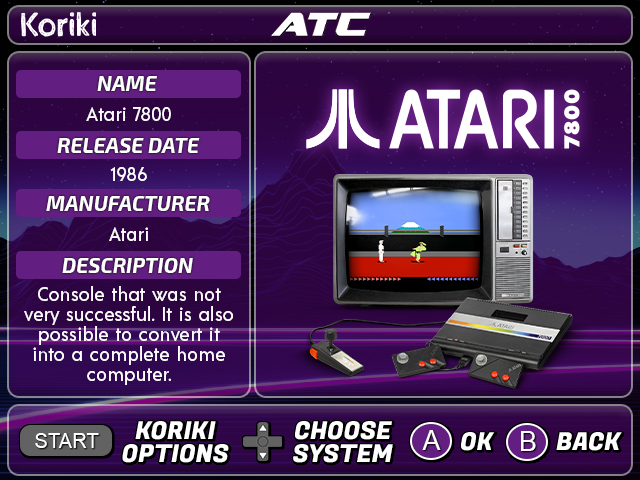 Koriki
ATC
NAME
Atari 7800
RELEASE DATE
1986
MANUFACTURER
Atari
DESCRIPTION
Console that was not
very successful. It is also
possible to convert it
into a complete home
computer.
ATARI
7800
ATARI
START
KORIKI
OPTIONS
CHOOSE
SYSTEM
A
OK
B
BACK